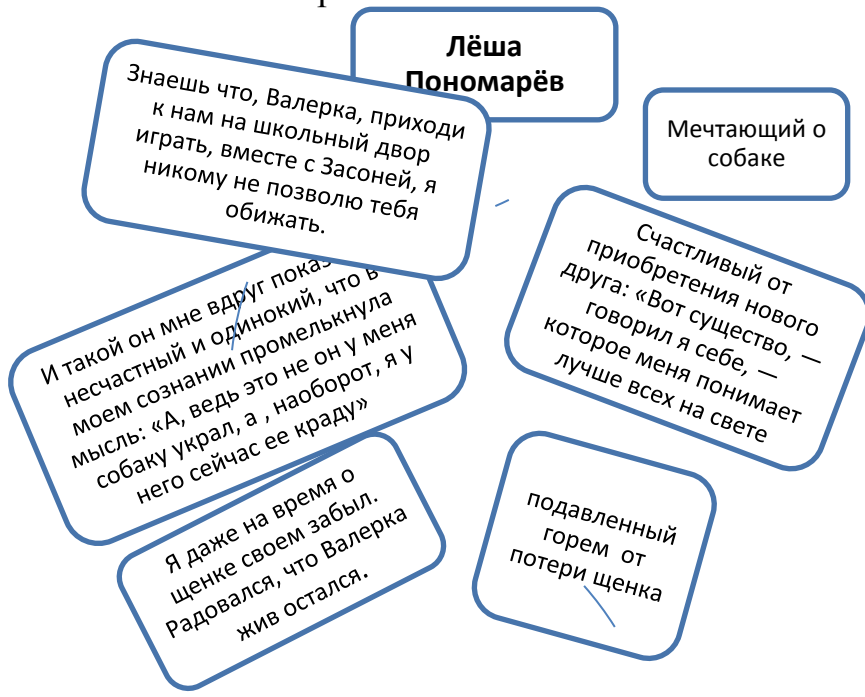 Лёша
Пономарёв
Знаешь что, Валерка, приходи
к нам на школьный двор
играть, вместе с Засоней, я
никому не позволю тебя
обижать.
Мечтающий о
собаке
Счастливый от
приобретения нового
друга: «Вот существо, —
говорил я себе, —
которое меня понимает
лучше всех на свете
И такой он мне вдруг
несчастный и одинокий, что в
моем сознании промелькнула
мысль: «А, ведь это не он у меня
собаку украл, а , наоборот, я у
него сейчас ее краду»
подавленный
горем от
потери щенка
Я даже на время о
щенке своем забыл.
Радовался, что Валерка
жив остался.